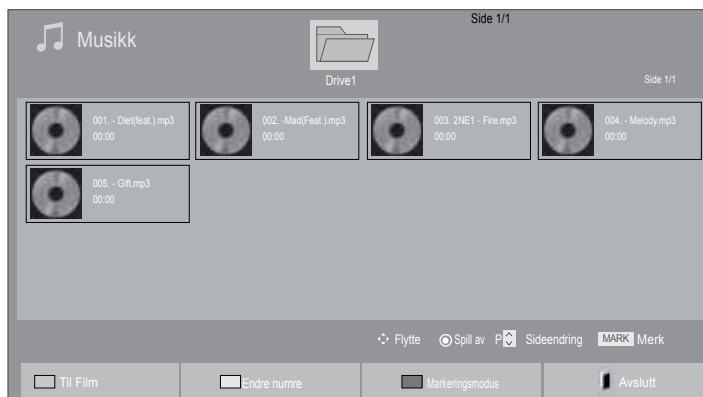 Side 1/1
Musikk
Drive1
Side 1/1
001. - Diet(feat.).mp3
00:00
002. -Mad(Feat.).mp3
00:00
003. 2NE1 - Fire.mp3
00:00
004. - Melody.mp3
00:00
005. - Gift.mp3
00:00
Flytte Spill av P Sideendring MARK Merk
Til Film Endre numre Markeringsmodus Avslutt